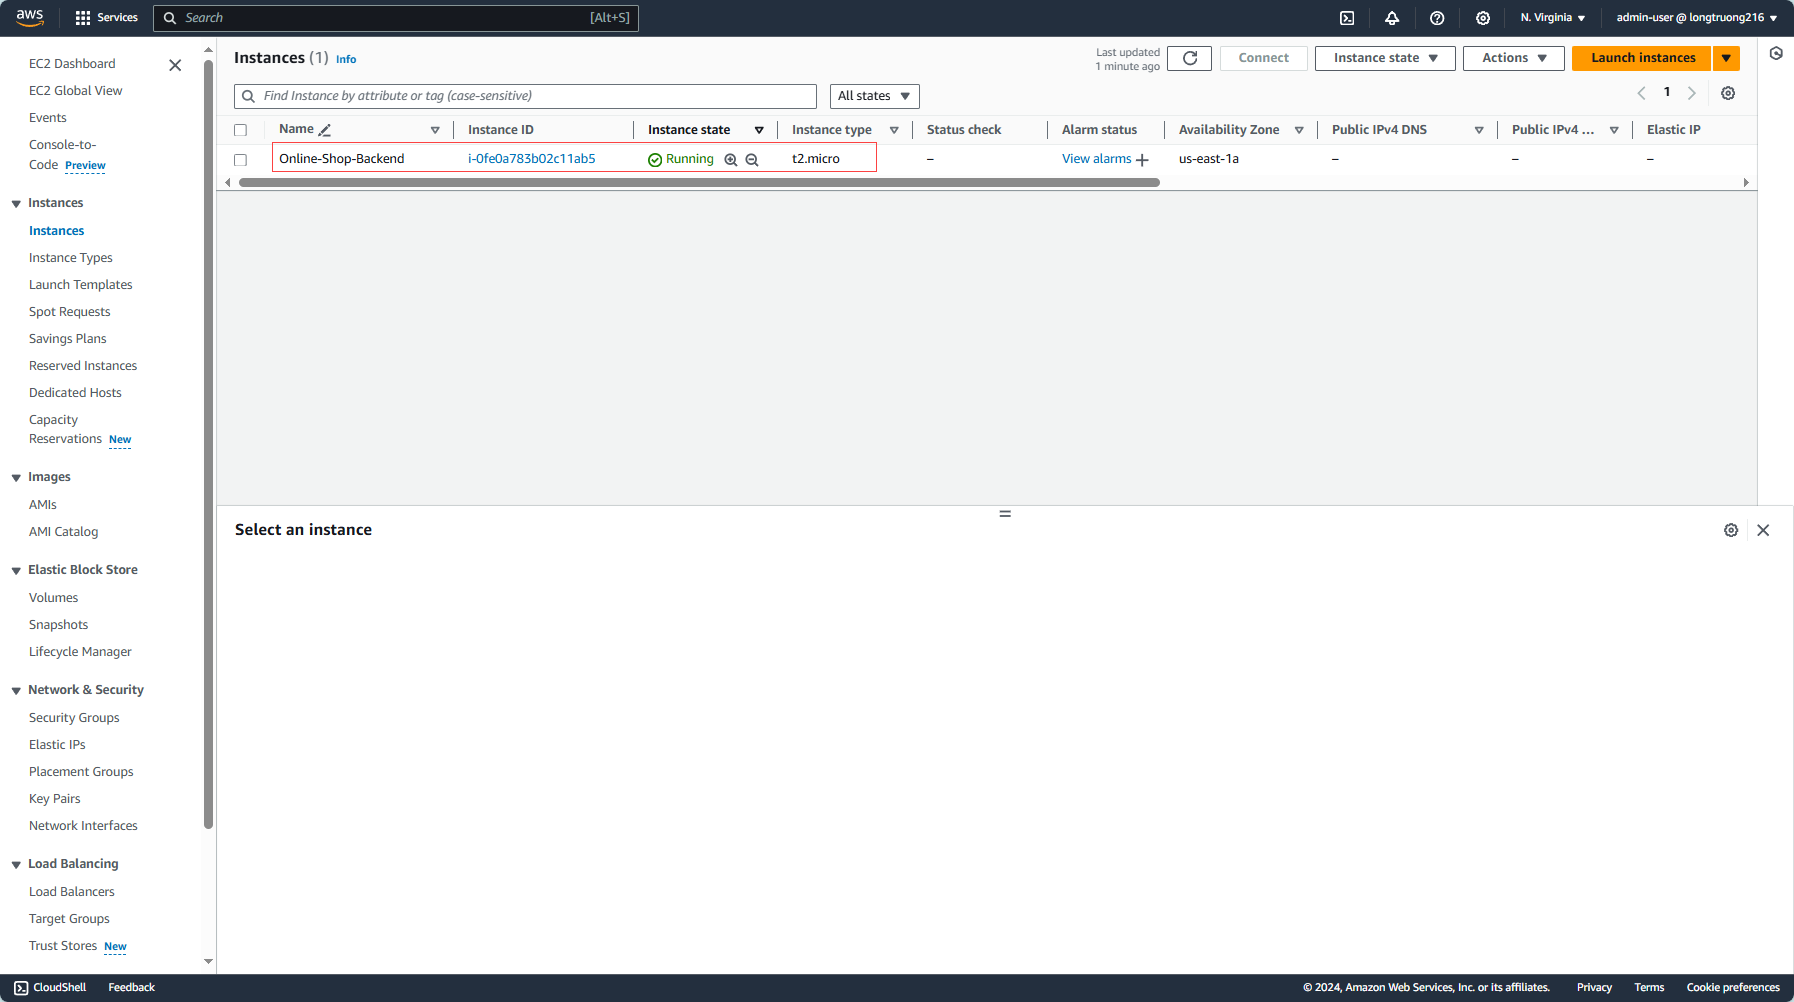 aws
Services
Search
[Alt+S]
N. Virginia
admin-user @ longtruong216
EC2 Dashboard
EC2 Global View
Events
Console-to-
Code Preview
Instances
Instances
Instance Types
Launch Templates
Spot Requests
Savings Plans
Reserved Instances
Dedicated Hosts
Capacity
Reservations New
Images
AMIs
AMI Catalog
Elastic Block Store
Volumes
Snapshots
Lifecycle Manager
Network & Security
Security Groups
Elastic IPs
Placement Groups
Key Pairs
Network Interfaces
Load Balancing
Load Balancers
Target Groups
Trust Stores New
Instances (1) Info
Last updated
1 minute ago
Connect
Instance state
Actions
Launch instances
Find Instance by attribute or tag (case-sensitive)
All states
1
Name Instance ID Instance state Instance type Status check Alarm status Availability Zone Public IPv4 DNS Public IPv4 ... Elastic IP
Online-Shop-Backend i-0fe0a783b02c11ab5 Running t2.micro – View alarms + us-east-1a – – –
Select an instance
CloudShell Feedback © 2024, Amazon Web Services, Inc. or its affiliates. Privacy Terms Cookie preferences